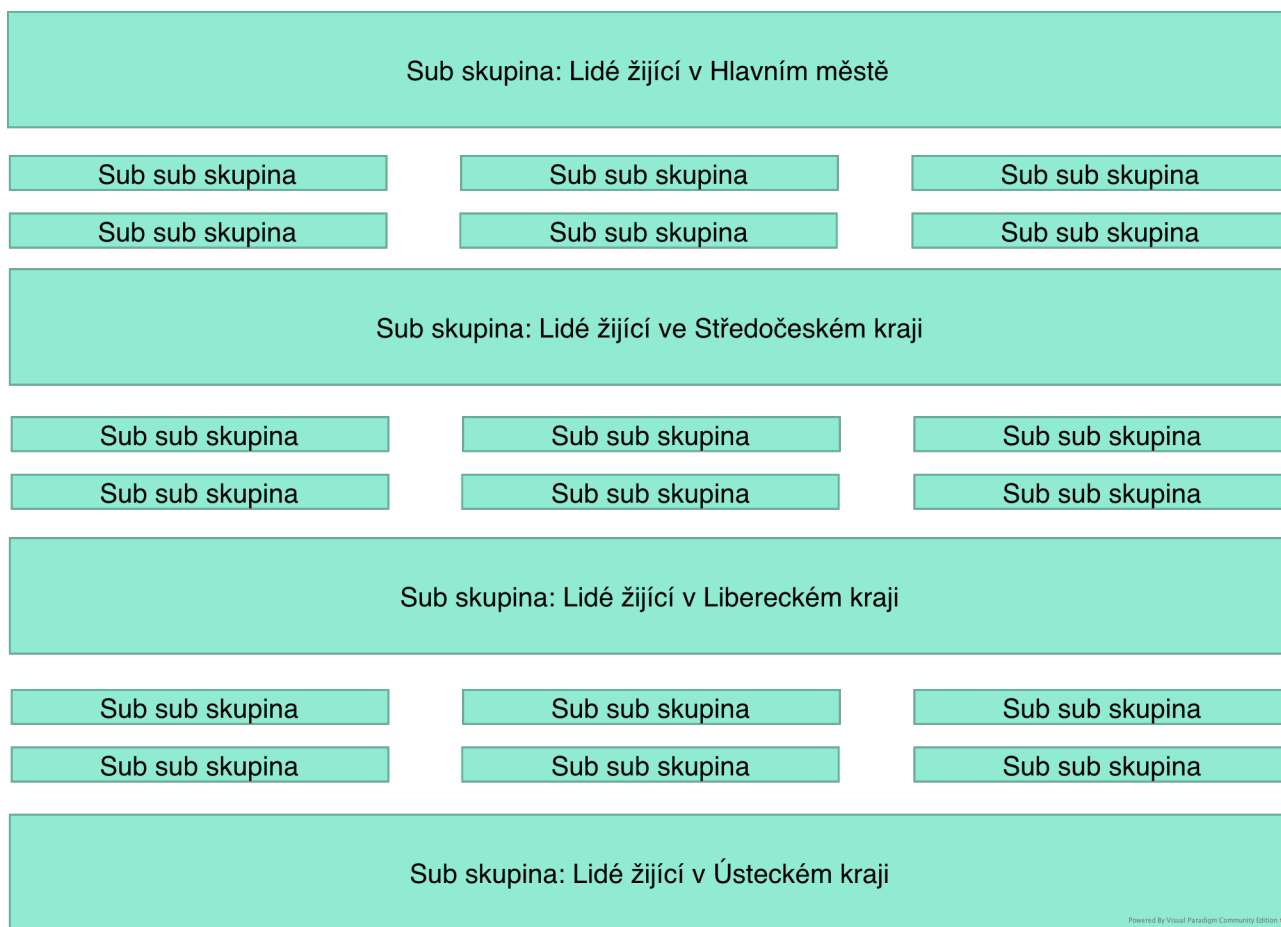 Sub skupina: Lidé žijící v Hlavním městě
Sub sub skupina Sub sub skupina Sub sub skupina
Sub sub skupina Sub sub skupina Sub sub skupina
Sub skupina: Lidé žijící ve Středočeském kraji
Sub sub skupina Sub sub skupina Sub sub skupina
Sub sub skupina Sub sub skupina Sub sub skupina
Sub skupina: Lidé žijící v Libereckém kraji
Sub sub skupina Sub sub skupina Sub sub skupina
Sub sub skupina Sub sub skupina Sub sub skupina
Sub skupina: Lidé žijící v Ústeckém kraji
Powered By Visual Paradigm Community Edition